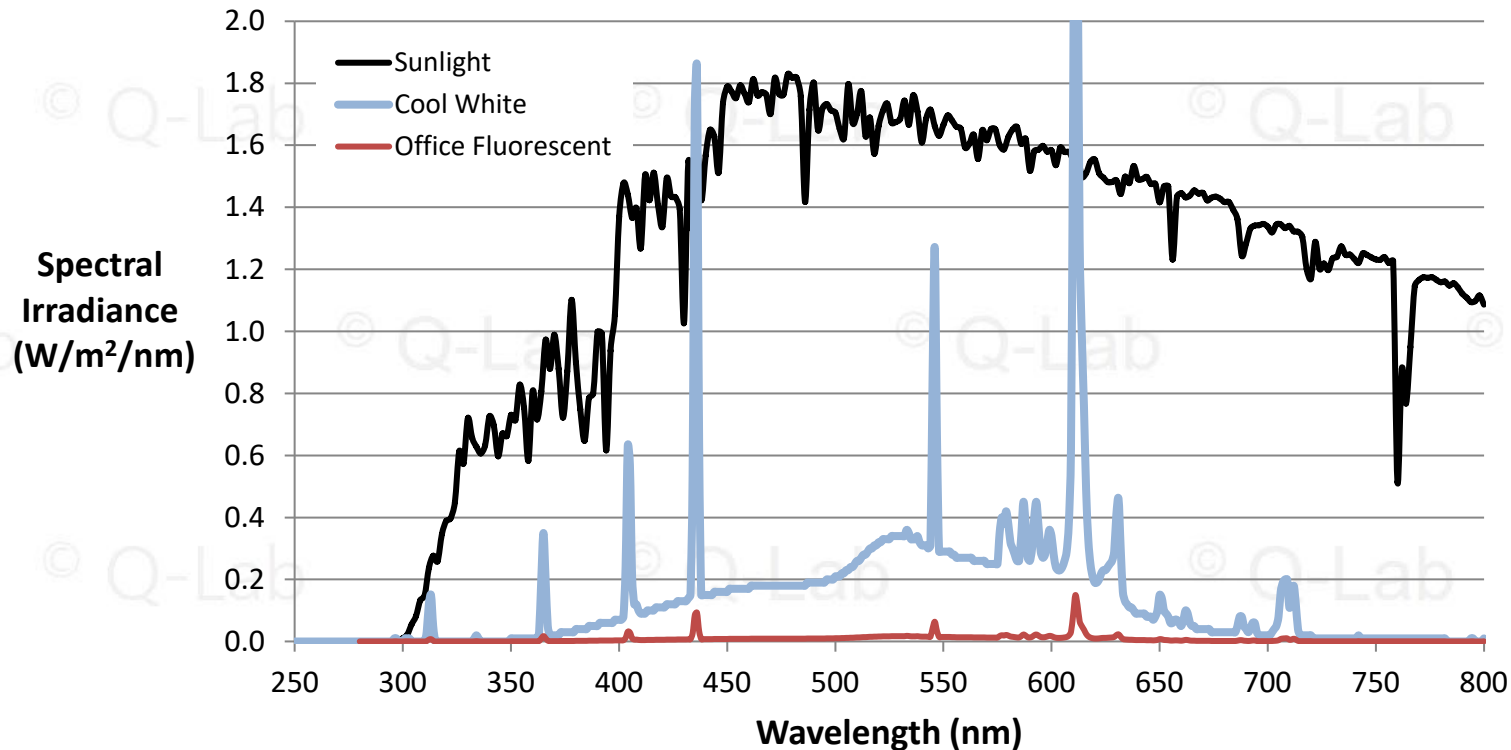 © Q-Lab
© Q-Lab
© Q-Lab
Sunlight
Cool White
Office Fluorescent
Spectral
Irradiance
(W/m²/nm)
2.0
1.8
1.6
1.4
1.2
1.0
0.8
0.6
0.4
0.2
0.0
© Q-Lab
© Q-Lab
© Q-Lab
© Q-Lab
© Q-Lab
250 300 350 400 450 500 550 600 650 700 750 800
Wavelength (nm)